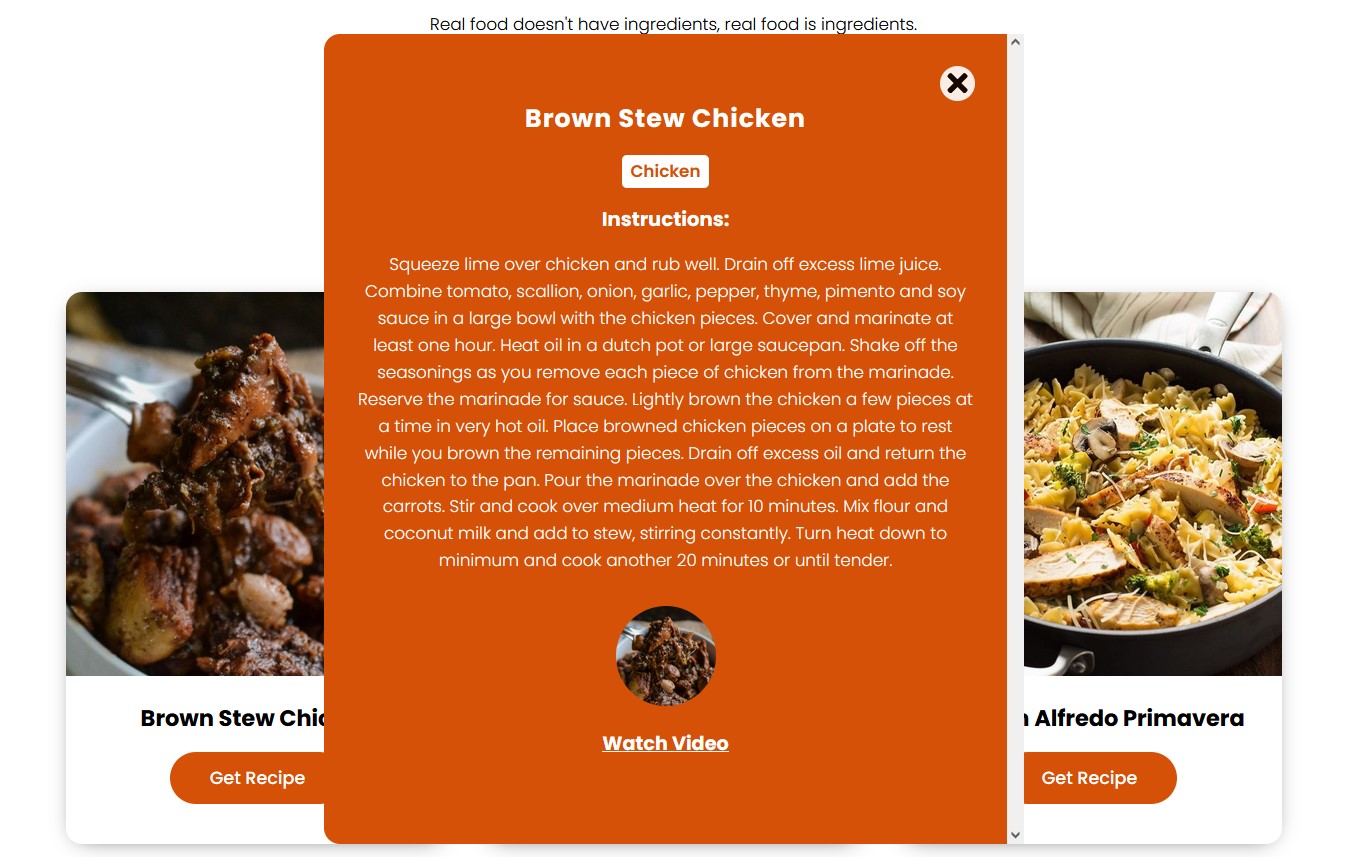 Real food doesn't have ingredients, real food is ingredients.
Brown Stew Chicken
Chicken
Instructions:
Squeeze lime over chicken and rub well. Drain off excess lime juice.
Combine tomato, scallion, onion, garlic, pepper, thyme, pimento and soy
sauce in a large bowl with the chicken pieces. Cover and marinate at
least one hour. Heat oil in a dutch pot or large saucepan. Shake off the
seasonings as you remove each piece of chicken from the marinade.
Reserve the marinade for sauce. Lightly brown the chicken a few pieces at
a time in very hot oil. Place browned chicken pieces on a plate to rest
while you brown the remaining pieces. Drain off excess oil and return the
chicken to the pan. Pour the marinade over the chicken and add the
carrots. Stir and cook over medium heat for 10 minutes. Mix flour and
coconut milk and add to stew, stirring constantly. Turn heat down to
minimum and cook another 20 minutes or until tender.
Watch Video
Brown Stew Chic
Get Recipe
n Alfredo Primavera
Get Recipe